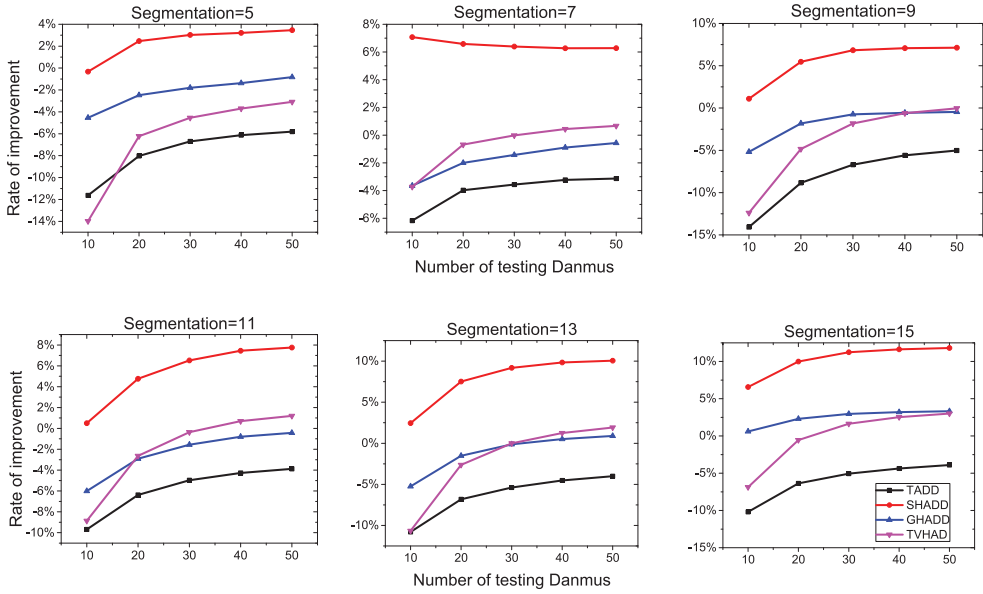 Segmentation=5
4%
2%
0%
-2%
-4%
-6%
-8%
-10%
-12%
-14%
10 20 30 40 50
Rate of improvement
Segmentation=7
8%
6%
4%
2%
0%
-2%
-4%
-6%
10 20 30 40 50
Number of testing Danmus
Segmentation=9
10%
5%
0%
-5%
-10%
-15%
10 20 30 40 50
Segmentation=11
8%
6%
4%
2%
0%
-2%
-4%
-6%
-8%
-10%
10 20 30 40 50
Rate of improvement
Segmentation=13
10%
5%
0%
-5%
-10%
10 20 30 40 50
Number of testing Danmus
Segmentation=15
10%
5%
0%
-5%
-10%
-15%
10 20 30 40 50
TADD
SHADD
GHADD
TVHAD